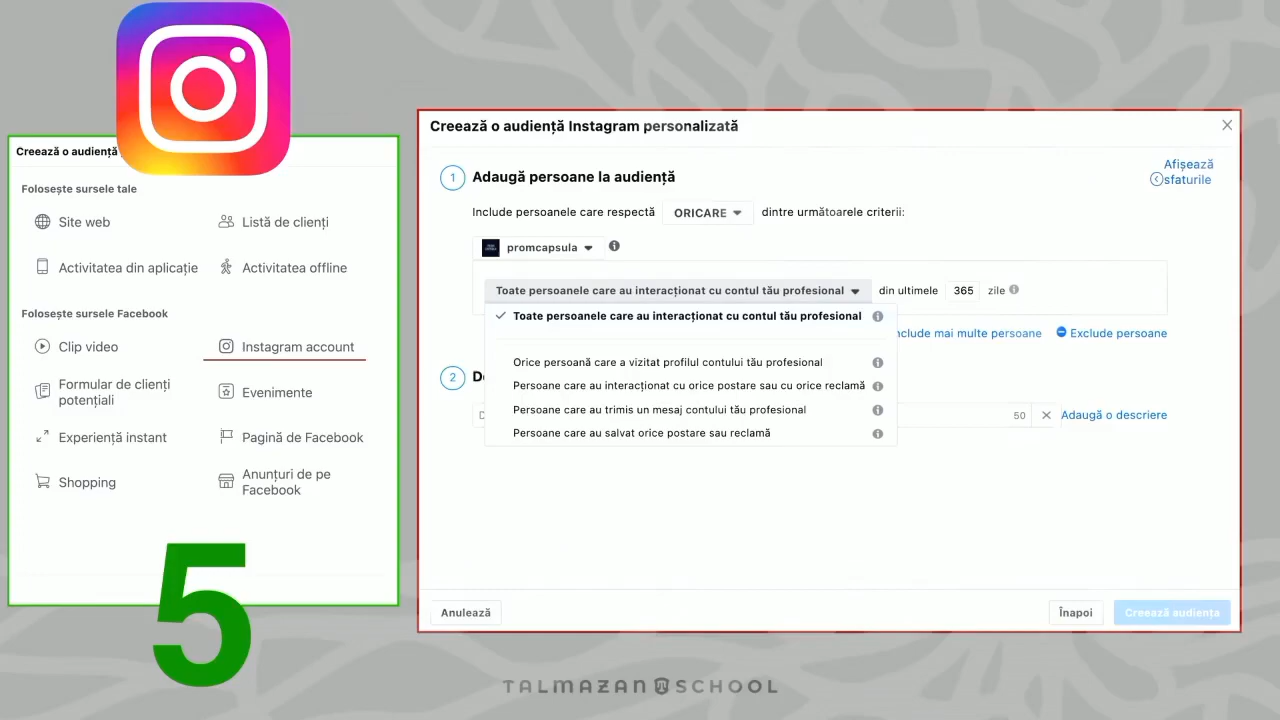 Creează o audiență
Folosește sursele tale
Site web
Listă de clienți
Activitatea din aplicație
Activitatea offline
Folosește sursele Facebook
Clip video
Instagram account
Formular de clienți
potențiali
Evenimente
Experiență instant
Pagină de Facebook
Shopping
Anunțuri de pe
Facebook
5
Creează o audiență Instagram personalizată
1 Adaugă persoane la audiență
Afișează
sfaturile
Include persoanele care respectă ORICARE dintre următoarele criterii:
promcapsula
Toate persoanele care au interacționat cu contul tău profesional din ultimele 365 zile
Toate persoanele care au interacționat cu contul tău profesional
nclude mai multe persoane Exclude persoane
Orice persoană care a vizitat profilul contului tău profesional
2 De
Persoane care au interacționat cu orice postare sau cu orice reclamă
Persoane care au trimis un mesaj contului tău profesional
50 Adaugă o descriere
Persoane care au salvat orice postare sau reclamă
Anulează
Înapoi
Creează audiența
TALMAZAN SCHOOL